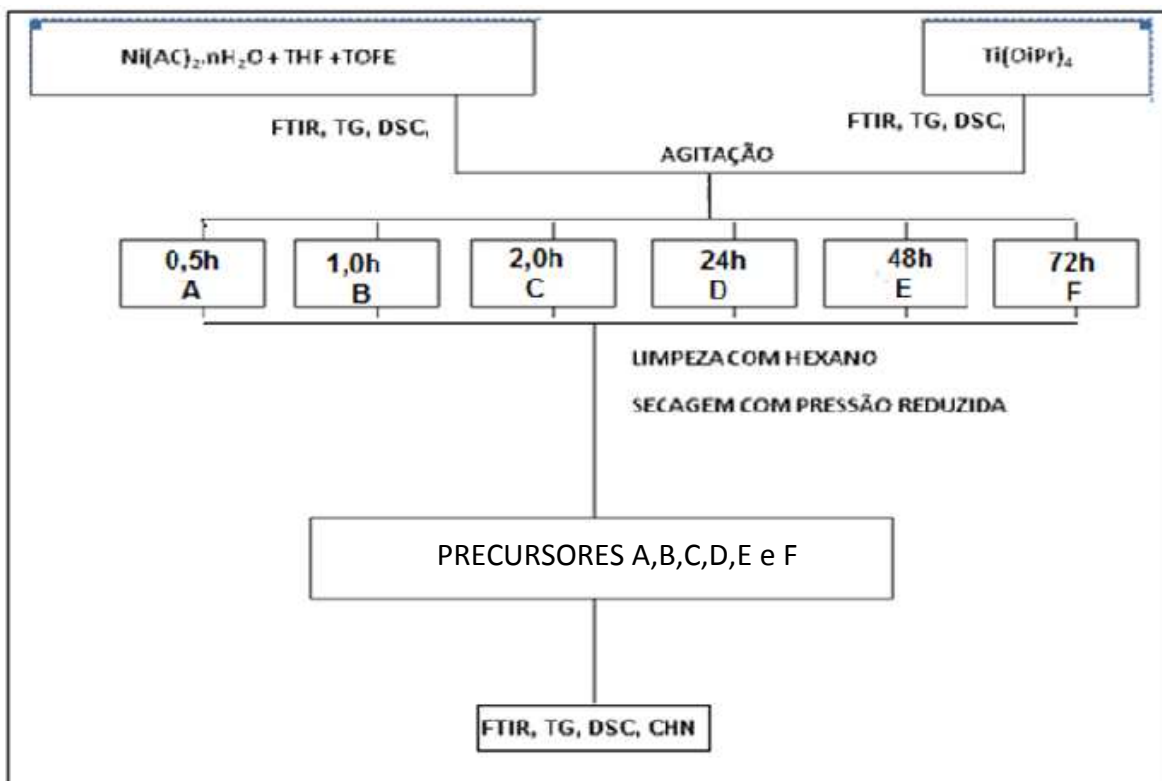 Ni(AC)₂.nH₂O + THF +TOFE
Ti(OiPr)₄
FTIR, TG, DSC,
FTIR, TG, DSC,
AGITAÇÃO
0,5h
A
1,0h
B
2,0h
C
24h
D
48h
E
72h
F
LIMPEZA COM HEXANO
SECAGEM COM PRESSÃO REDUZIDA
PRECURSORES A,B,C,D,E e F
FTIR, TG, DSC, CHN